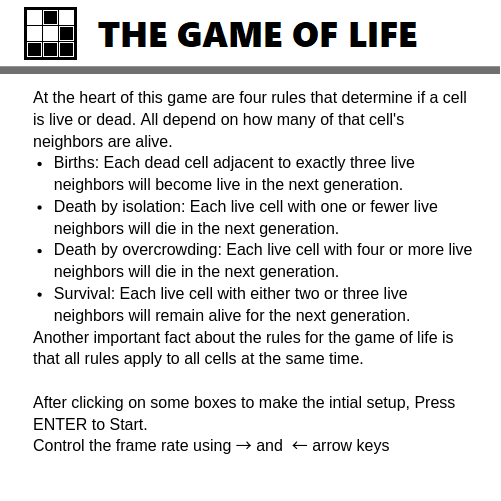 THE GAME OF LIFE
At the heart of this game are four rules that determine if a cell
is live or dead. All depend on how many of that cell's
neighbors are alive.
• Births: Each dead cell adjacent to exactly three live
neighbors will become live in the next generation.
• Death by isolation: Each live cell with one or fewer live
neighbors will die in the next generation.
• Death by overcrowding: Each live cell with four or more live
neighbors will die in the next generation.
• Survival: Each live cell with either two or three live
neighbors will remain alive for the next generation.
Another important fact about the rules for the game of life is
that all rules apply to all cells at the same time.
After clicking on some boxes to make the intial setup, Press
ENTER to Start.
Control the frame rate using → and ← arrow keys